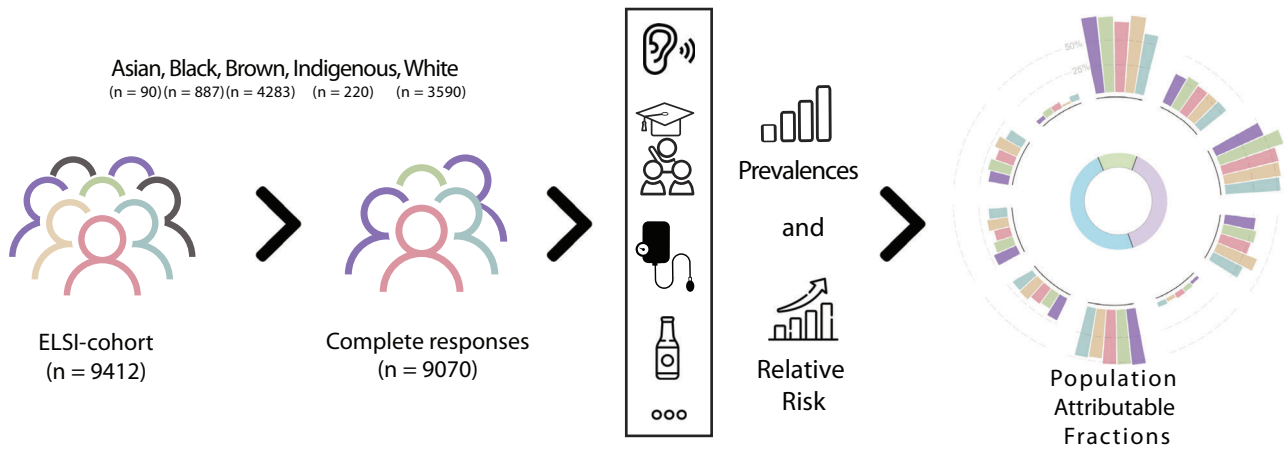 Asian, Black, Brown, Indigenous, White
(n = 90) (n = 887) (n = 4283) (n = 220) (n = 3590)
ELSI-cohort
(n = 9412)
Complete responses
(n = 9070)
Prevalences
and
Relative
Risk
50%
25%
Population
Attributable
Fractions